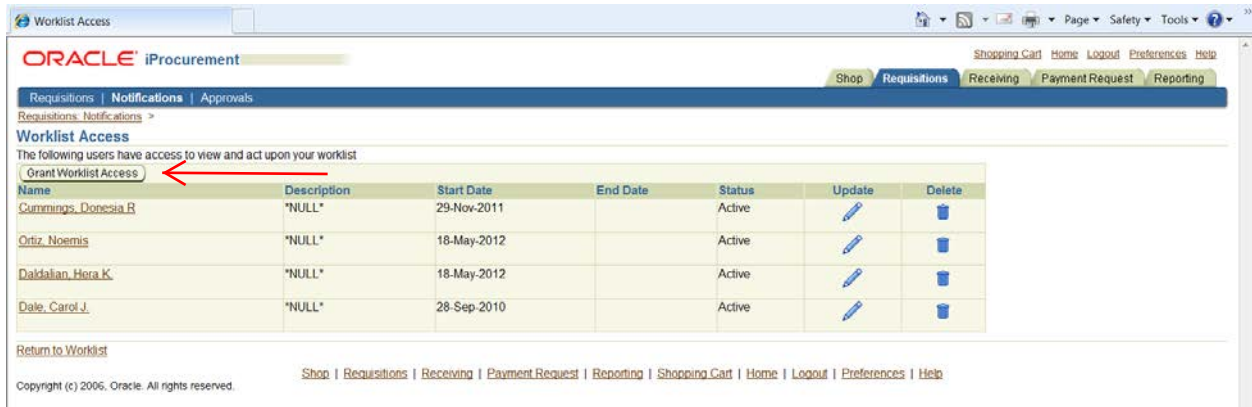 Worklist Access
Page Safety Tools
ORACLE iProcurement
Shopping Cart Home Logout Preferences Help
Shop Requisitions Receiving Payment Request Reporting
Requisitions | Notifications | Approvals
Requisitions: Notifications >
Worklist Access
The following users have access to view and act upon your worklist
Grant Worklist Access
Name Description Start Date End Date Status Update Delete
Cummings, Donesia R *NULL* 29-Nov-2011 Active
Ortiz, Noemis *NULL* 18-May-2012 Active
Daldalian, Hera K. *NULL* 18-May-2012 Active
Dale, Carol J. *NULL* 28-Sep-2010 Active
Return to Worklist
Shop | Requisitions | Receiving | Payment Request | Reporting | Shopping Cart | Home | Logout | Preferences | Help
Copyright (c) 2006, Oracle. All rights reserved.